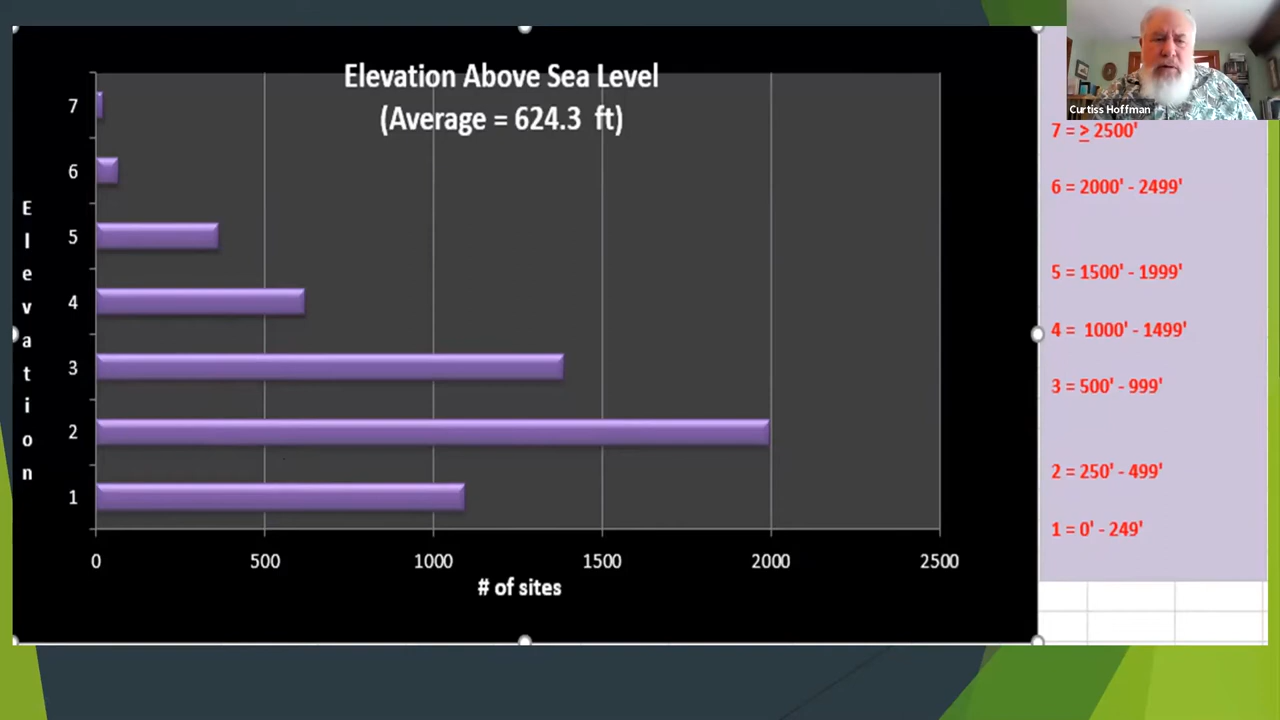 Elevation Above Sea Level
(Average = 624.3 ft)
Elevation
7
6
5
4
3
2
1
0 500 1000 1500 2000 2500
# of sites
Curtiss Hoffman
7 = > 2500'
6 = 2000' - 2499'
5 = 1500' - 1999'
4 = 1000' - 1499'
3 = 500' - 999'
2 = 250' - 499'
1 = 0' - 249'